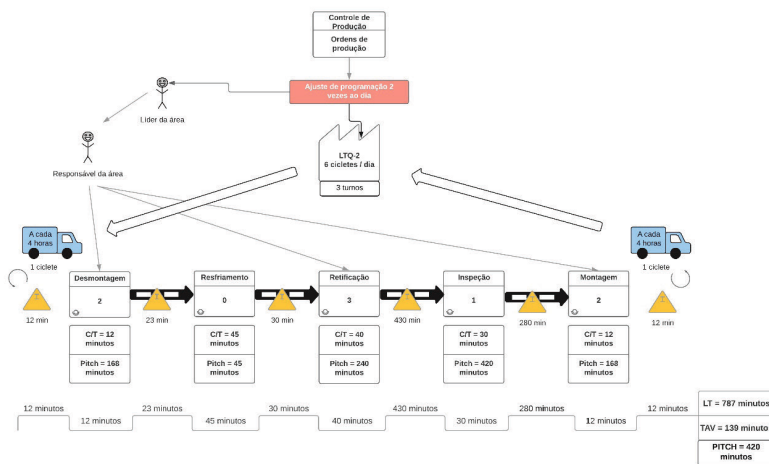 Controle de
Produção
Ordens de
produção
Ajuste de programação 2
vezes ao dia
Líder da área
Responsável da área
LTQ-2
6 cicletes / dia
3 turnos
A cada
4 horas
1 ciclete
A cada
4 horas
1 ciclete
Desmontagem
2
Resfriamento
0
Retificação
3
Inspeção
1
Montagem
2
12 min
23 min
30 min
430 min
280 min
12 min
C/T = 12
minutos
Pitch = 168
minutos
C/T = 45
minutos
Pitch = 45
minutos
C/T = 40
minutos
Pitch = 240
minutos
C/T = 30
minutos
Pitch = 420
minutos
C/T = 12
minutos
Pitch = 168
minutos
12 minutos
12 minutos
23 minutos
45 minutos
30 minutos
40 minutos
430 minutos
30 minutos
280 minutos
12 minutos
12 minutos
LT = 787 minutos
TAV = 139 minuto
PITCH = 420
minutos